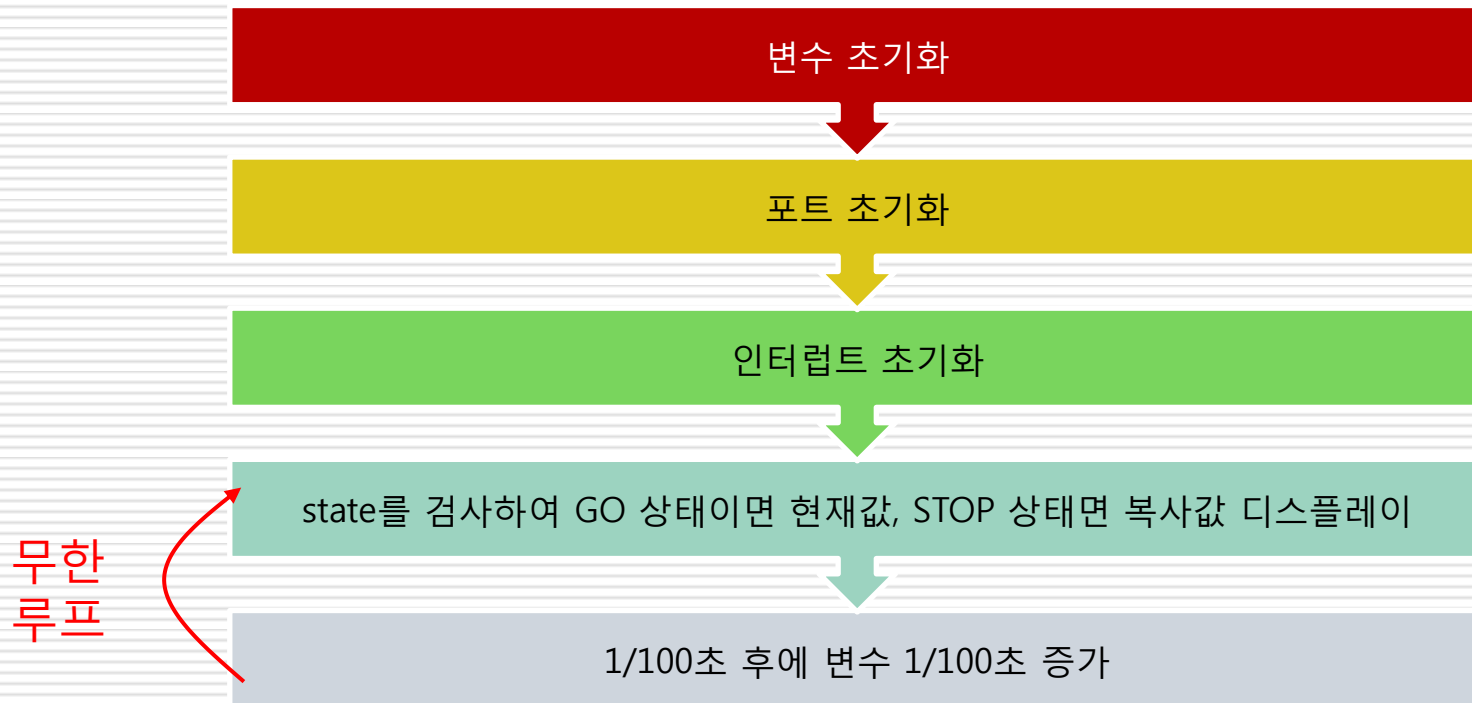 변수 초기화
포트 초기화
인터럽트 초기화
state를 검사하여 GO 상태이면 현재값, STOP 상태면 복사값 디스플레이
무한
루프
1/100초 후에 변수 1/100초 증가